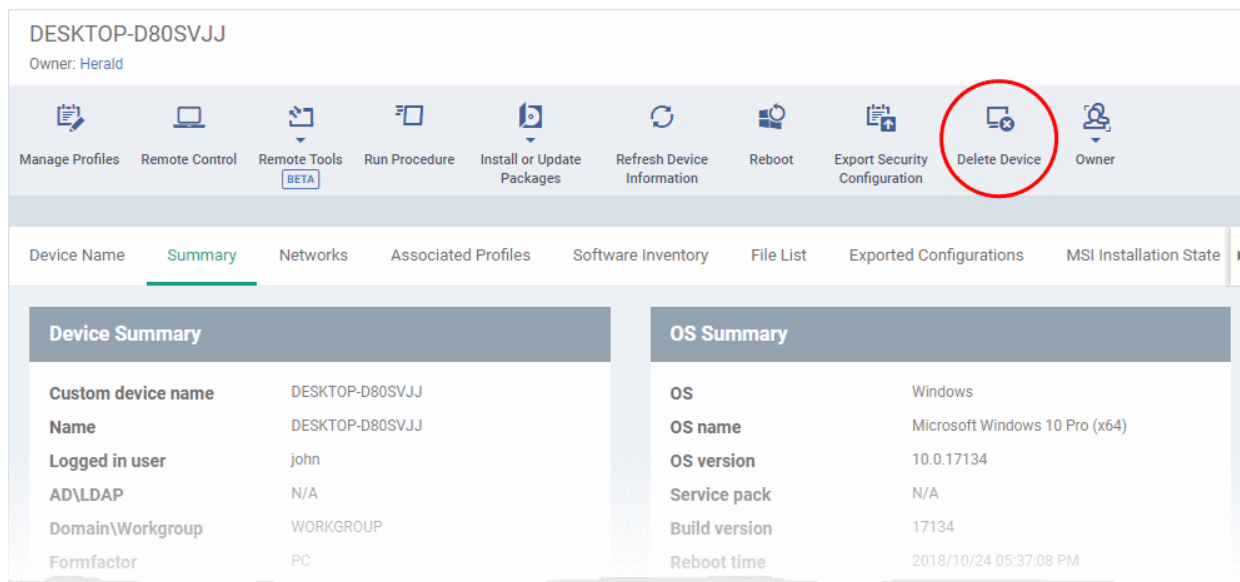 DESKTOP-D80SVJJ
Owner: Herald
Manage Profiles Remote Control Remote Tools Run Procedure Install or Update Refresh Device Reboot Export Security Delete Device Owner
BETA Packages Information Configuration
Device Name Summary Networks Associated Profiles Software Inventory File List Exported Configurations MSI Installation State
Device Summary OS Summary
Custom device name DESKTOP-D80SVJJ OS Windows
Name DESKTOP-D80SVJJ OS name Microsoft Windows 10 Pro (x64)
Logged in user john OS version 10.0.17134
AD\LDAP N/A Service pack N/A
Domain\Workgroup WORKGROUP Build version 17134
Formfactor PC Reboot time 2018/10/24 05:37:08 PM